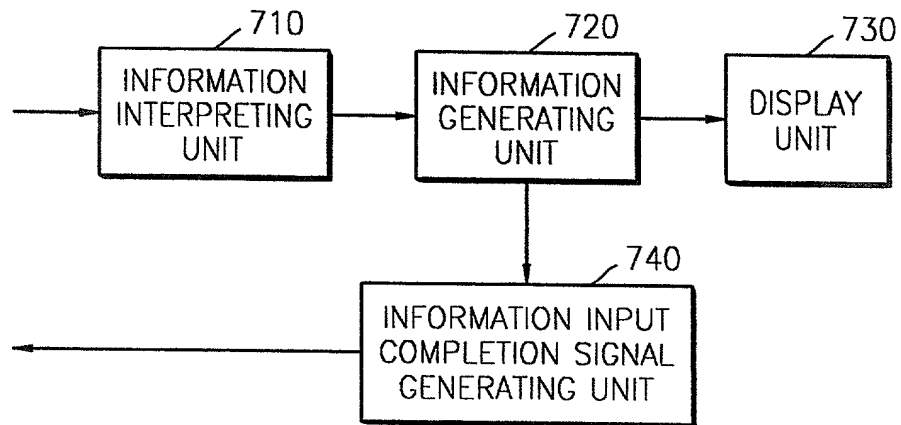 710
INFORMATION
INTERPRETING
UNIT
720
INFORMATION
GENERATING
UNIT
730
DISPLAY
UNIT
740
INFORMATION INPUT
COMPLETION SIGNAL
GENERATING UNIT